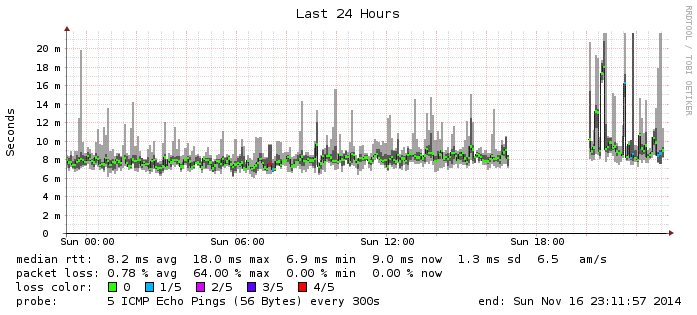 Last 24 Hours
RRDTOOL / TOBI OETIKER
Seconds
20 m
18 m
16 m
14 m
12 m
10 m
8 m
6 m
4 m
2 m
0
Sun 00:00 Sun 06:00 Sun 12:00 Sun 18:00
median rtt: 8.2 ms avg 18.0 ms max 6.9 ms min 9.0 ms now 1.3 ms sd 6.5 am/s
packet loss: 0.78 % avg 64.00 % max 0.00 % min 0.00 % now
loss color: 0 1/5 2/5 3/5 4/5
probe: 5 ICMP Echo Pings (56 Bytes) every 300s end: Sun Nov 16 23:11:57 2014